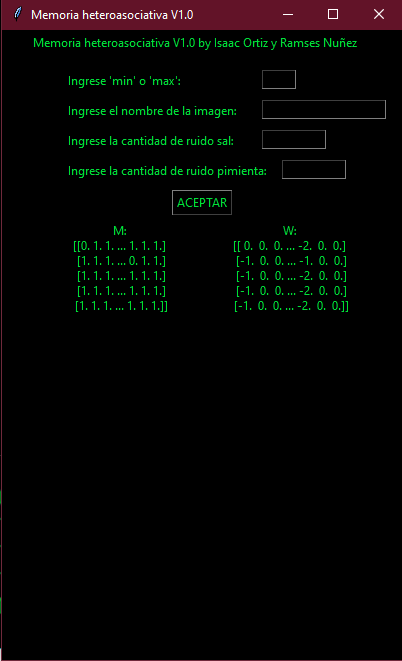 Memoria heteroasociativa V1.0
Memoria heteroasociativa V1.0 by Isaac Ortiz y Ramses Nuñez
Ingrese 'min' o 'max':
Ingrese el nombre de la imagen:
Ingrese la cantidad de ruido sal:
Ingrese la cantidad de ruido pimienta:
ACEPTAR
M: W:
[[0. 1. 1. ... 1. 1. 1.] [[ 0. 0. 0. ... -2. 0. 0.]
[1. 1. 1. ... 0. 1. 1.] [-1. 0. 0. ... -1. 0. 0.]
[1. 1. 1. ... 1. 1. 1.] [-1. 0. 0. ... -2. 0. 0.]
[1. 1. 1. ... 1. 1. 1.] [-1. 0. 0. ... -2. 0. 0.]
[1. 1. 1. ... 1. 1. 1.]] [-1. 0. 0. ... -2. 0. 0.]]